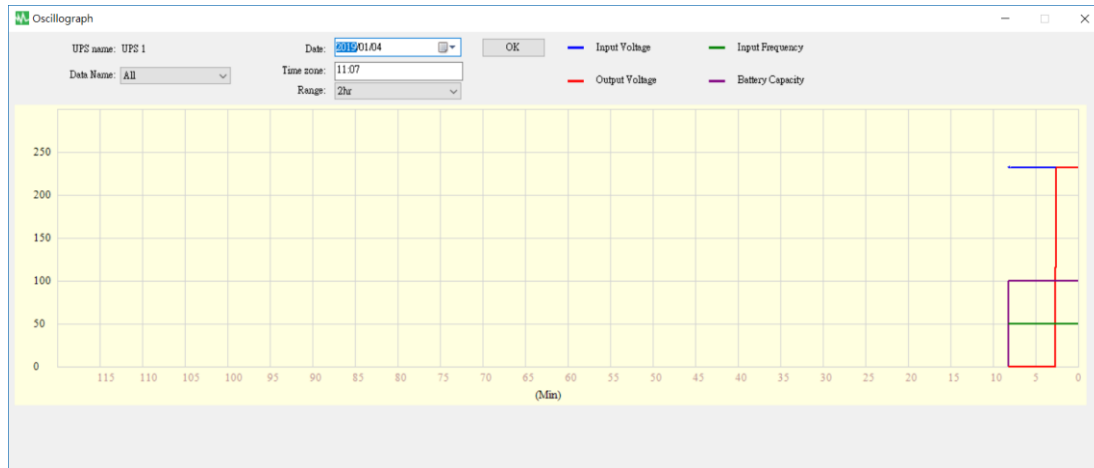 Oscillograph
UPS name: UPS 1
Date: 2019/01/04
OK
Input Voltage
Input Frequency
Data Name: All
Time zone: 11:07
Output Voltage
Battery Capacity
Range: 2hr
250
200
150
100
50
0
115 110 105 100 95 90 85 80 75 70 65 60 55 50 45 40 35 30 25 20 15 10 5 0
(Min)